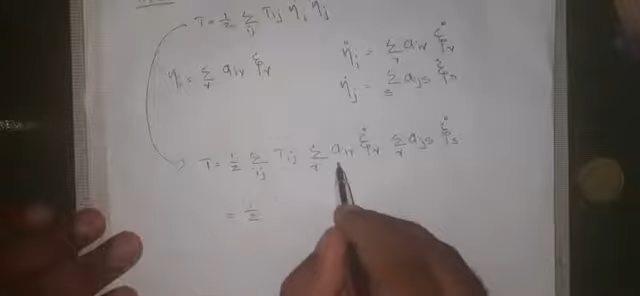 T = ½ Σ_ij T_ij η̇_i η̇_j
η̇_i = Σ_r a_ir ξ̇_r
η_i = Σ_r a_ir ξ_r
η̇_j = Σ_s a_js ξ̇_s
T = ½ Σ_ij T_ij Σ_r a_ir ξ̇_r Σ_r a_js ξ̇_s
= ½